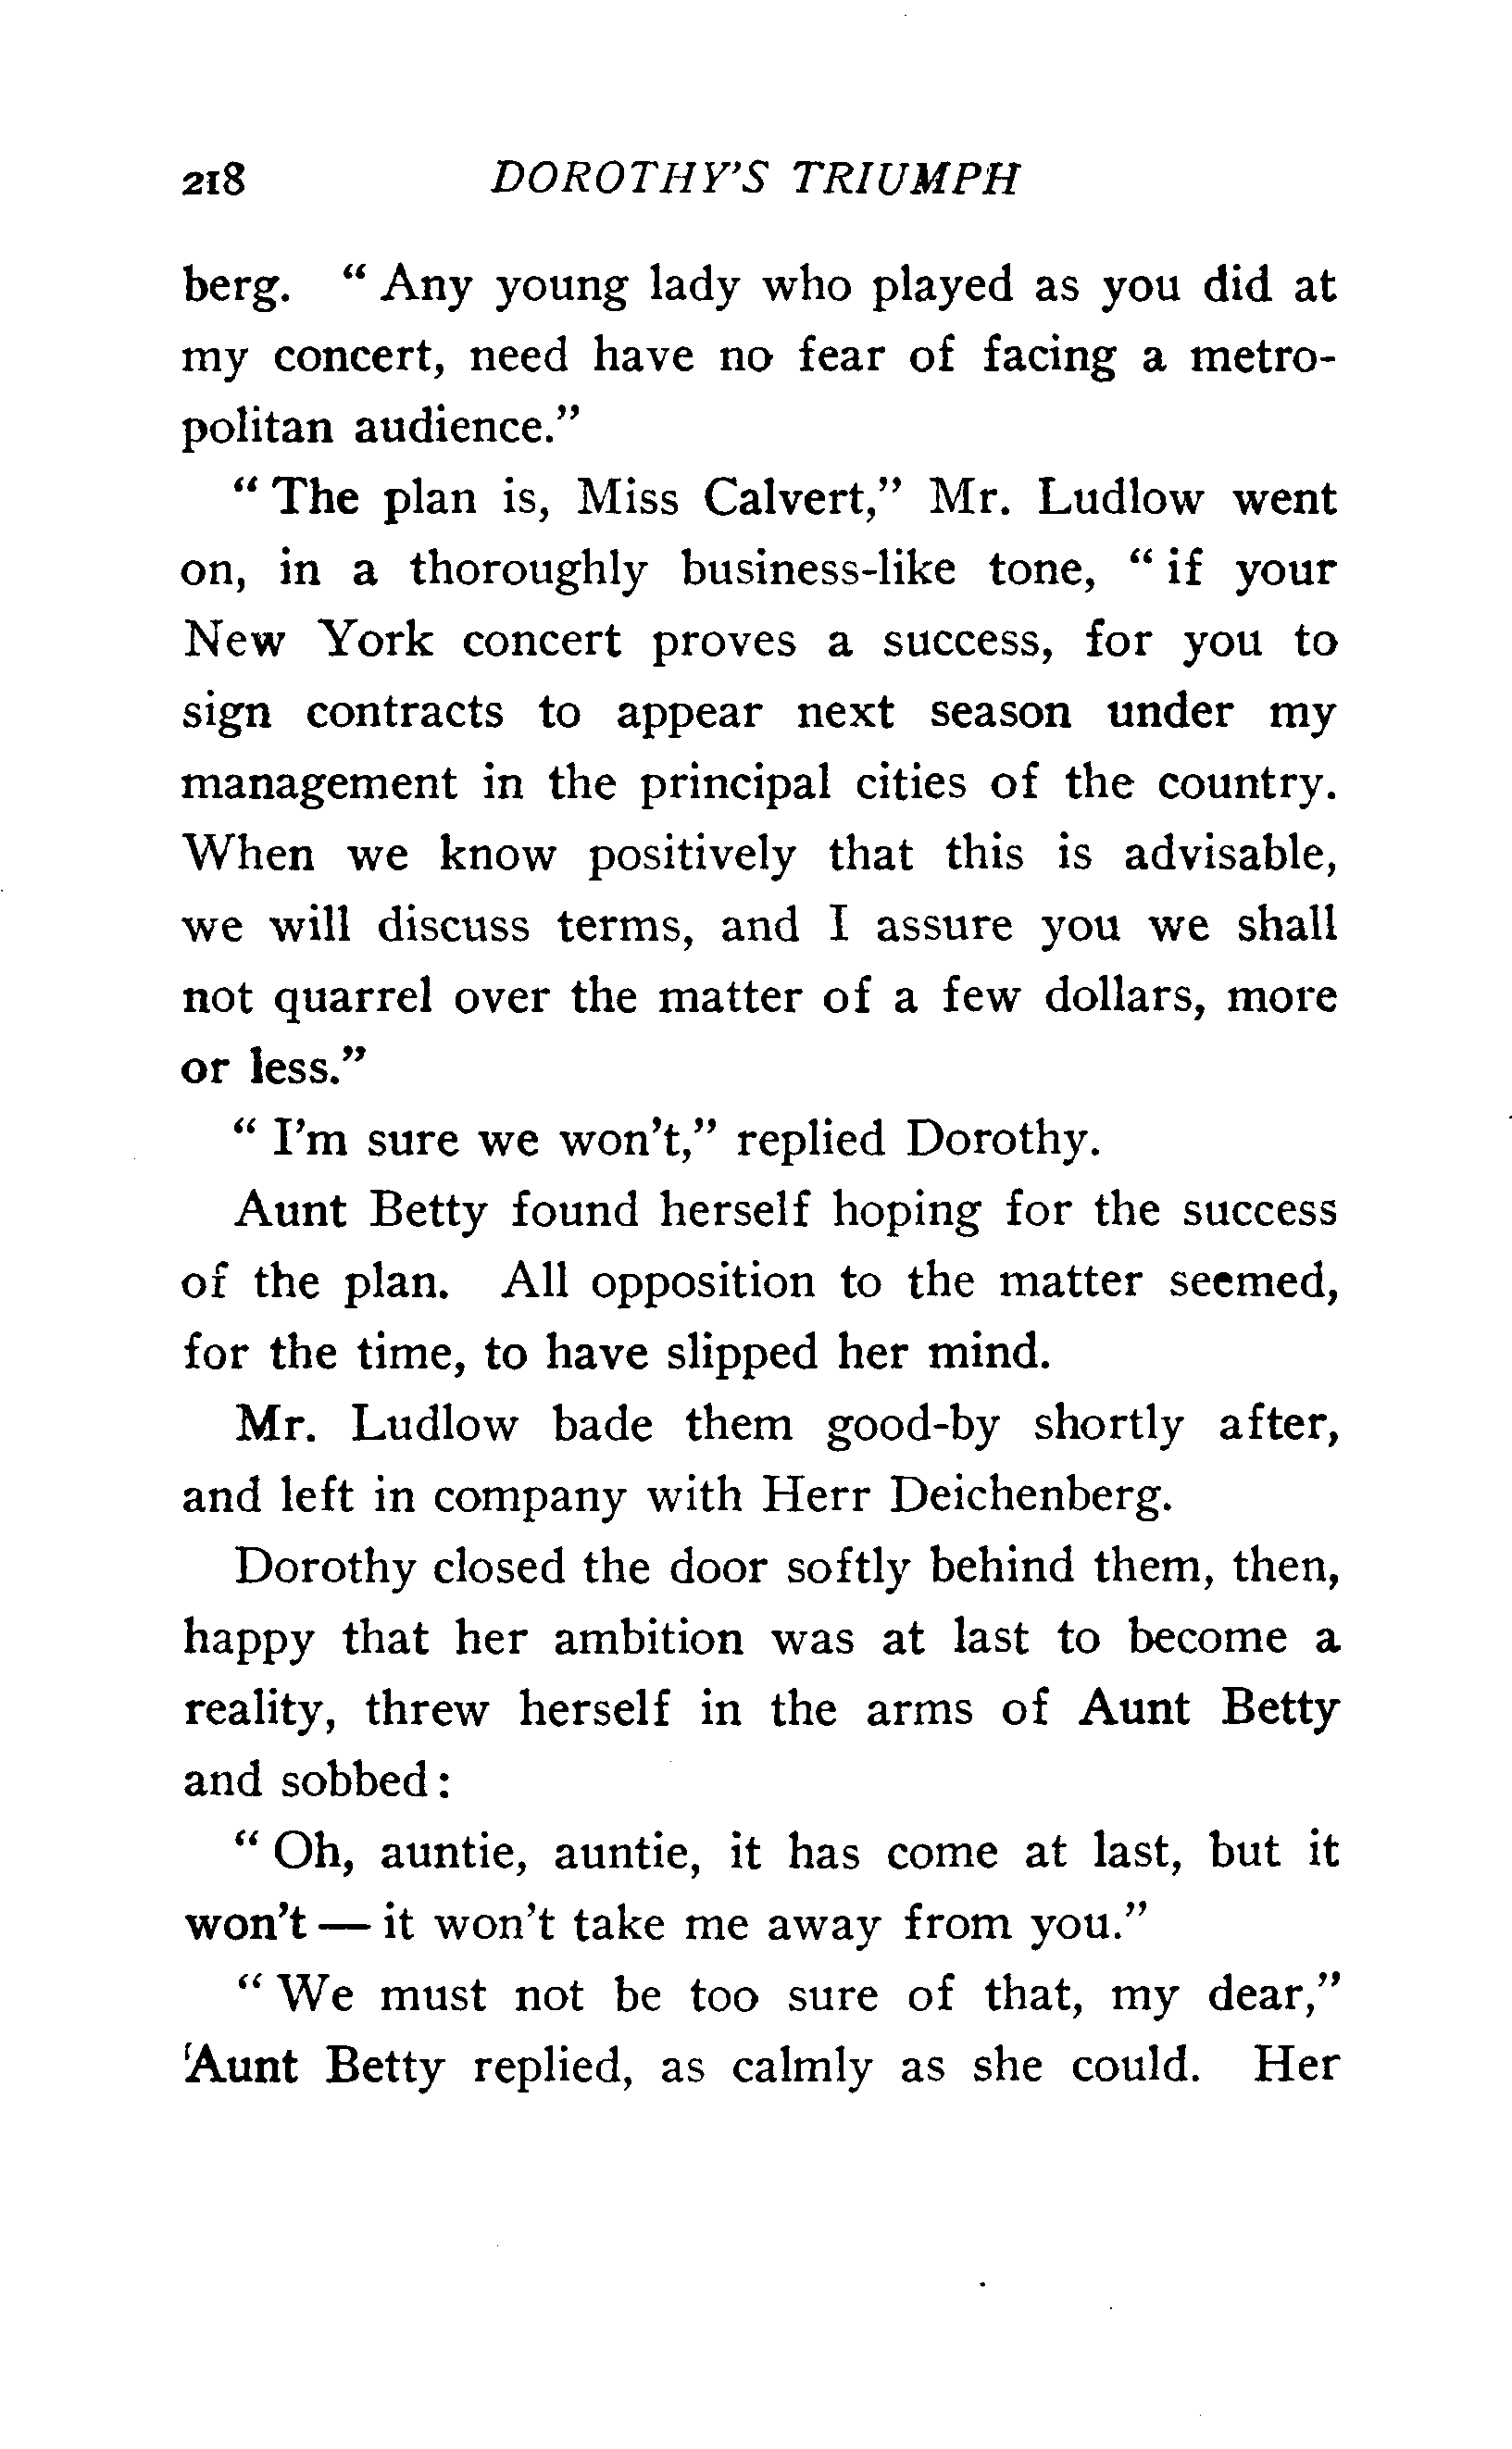 218 DOROTHY'S TRIUMPH
berg. “ Any young lady who played as you did at
my concert, need have no fear of facing a metro-
politan audience.”
“ The plan is, Miss Calvert,” Mr. Ludlow went
on, in a thoroughly business-like tone, “ if your
New York concert proves a success, for you to
sign contracts to appear next season under my
management in the principal cities of the country.
When we know positively that this is advisable,
we will discuss terms, and I assure you we shall
not quarrel over the matter of a few dollars, more
or less.”
“ I'm sure we won't,” replied Dorothy.
Aunt Betty found herself hoping for the success
of the plan. All opposition to the matter seemed,
for the time, to have slipped her mind.
Mr. Ludlow bade them good-by shortly after,
and left in company with Herr Deichenberg.
Dorothy closed the door softly behind them, then,
happy that her ambition was at last to become a
reality, threw herself in the arms of Aunt Betty
and sobbed :
“ Oh, auntie, auntie, it has come at last, but it
won't — it won't take me away from you.”
“ We must not be too sure of that, my dear,”
'Aunt Betty replied, as calmly as she could. Her